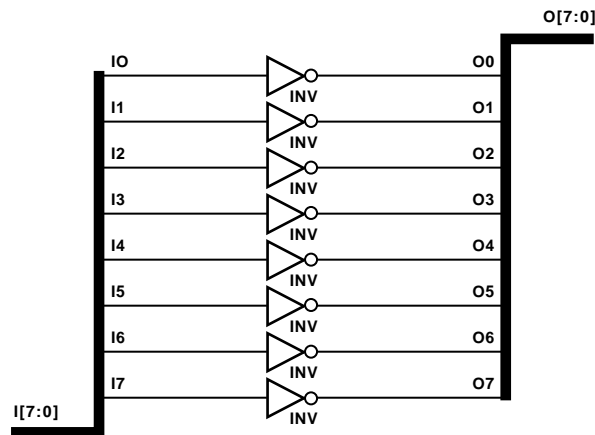 O[7:0]
IO O0
INV
I1 O1
INV
I2 O2
INV
I3 O3
INV
I4 O4
INV
I5 O5
INV
I6 O6
INV
I7 O7
I[7:0]
INV